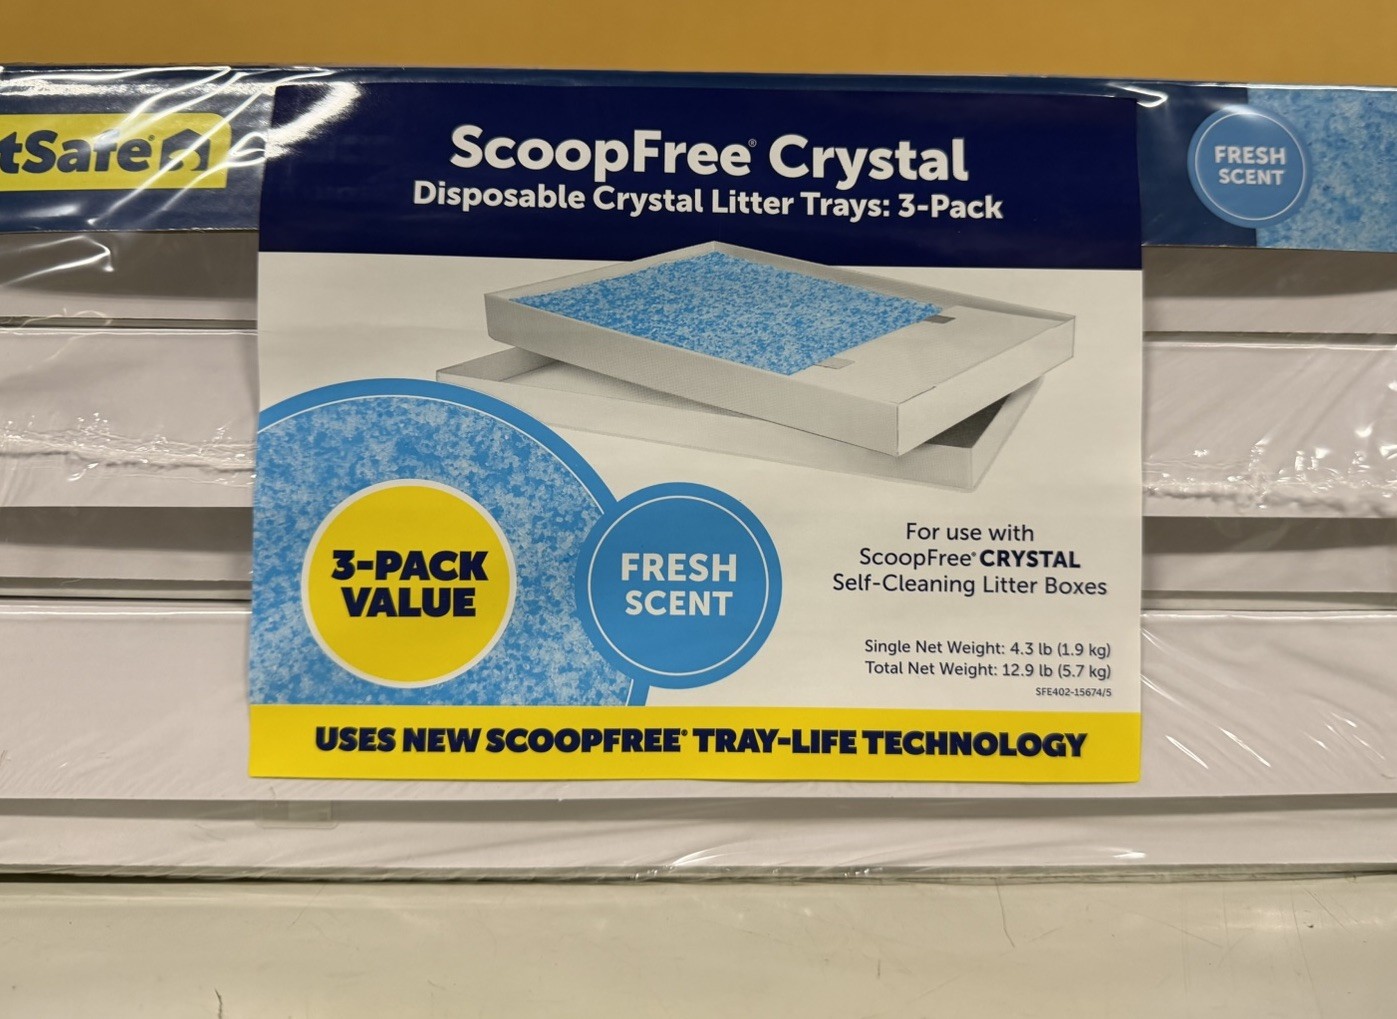 tSafe®
ScoopFree® Crystal
Disposable Crystal Litter Trays: 3-Pack
FRESH
SCENT
3-PACK
VALUE
FRESH
SCENT
For use with
ScoopFree® CRYSTAL
Self-Cleaning Litter Boxes
Single Net Weight: 4.3 lb (1.9 kg)
Total Net Weight: 12.9 lb (5.7 kg)
SFE402-15674/5
USES NEW SCOOPFREE® TRAY-LIFE TECHNOLOGY